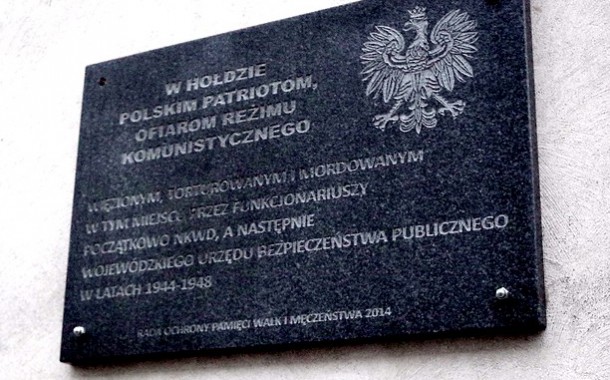 W HOŁDZIE
POLSKIM PATRIOTOM,
OFIAROM REŻIMU
KOMUNISTYCZNEGO
WIĘZIONYM, TORTUROWANYM I MORDOWANYM
W TYM MIEJSCU PRZEZ FUNKCJONARIUSZY
POCZĄTKOWO NKWD, A NASTĘPNIE
WOJEWÓDZKIEGO URZĘDU BEZPIECZEŃSTWA PUBLICZNEGO
W LATACH 1944-1948
RADA OCHRONY PAMIĘCI WALK I MĘCZEŃSTWA 2014